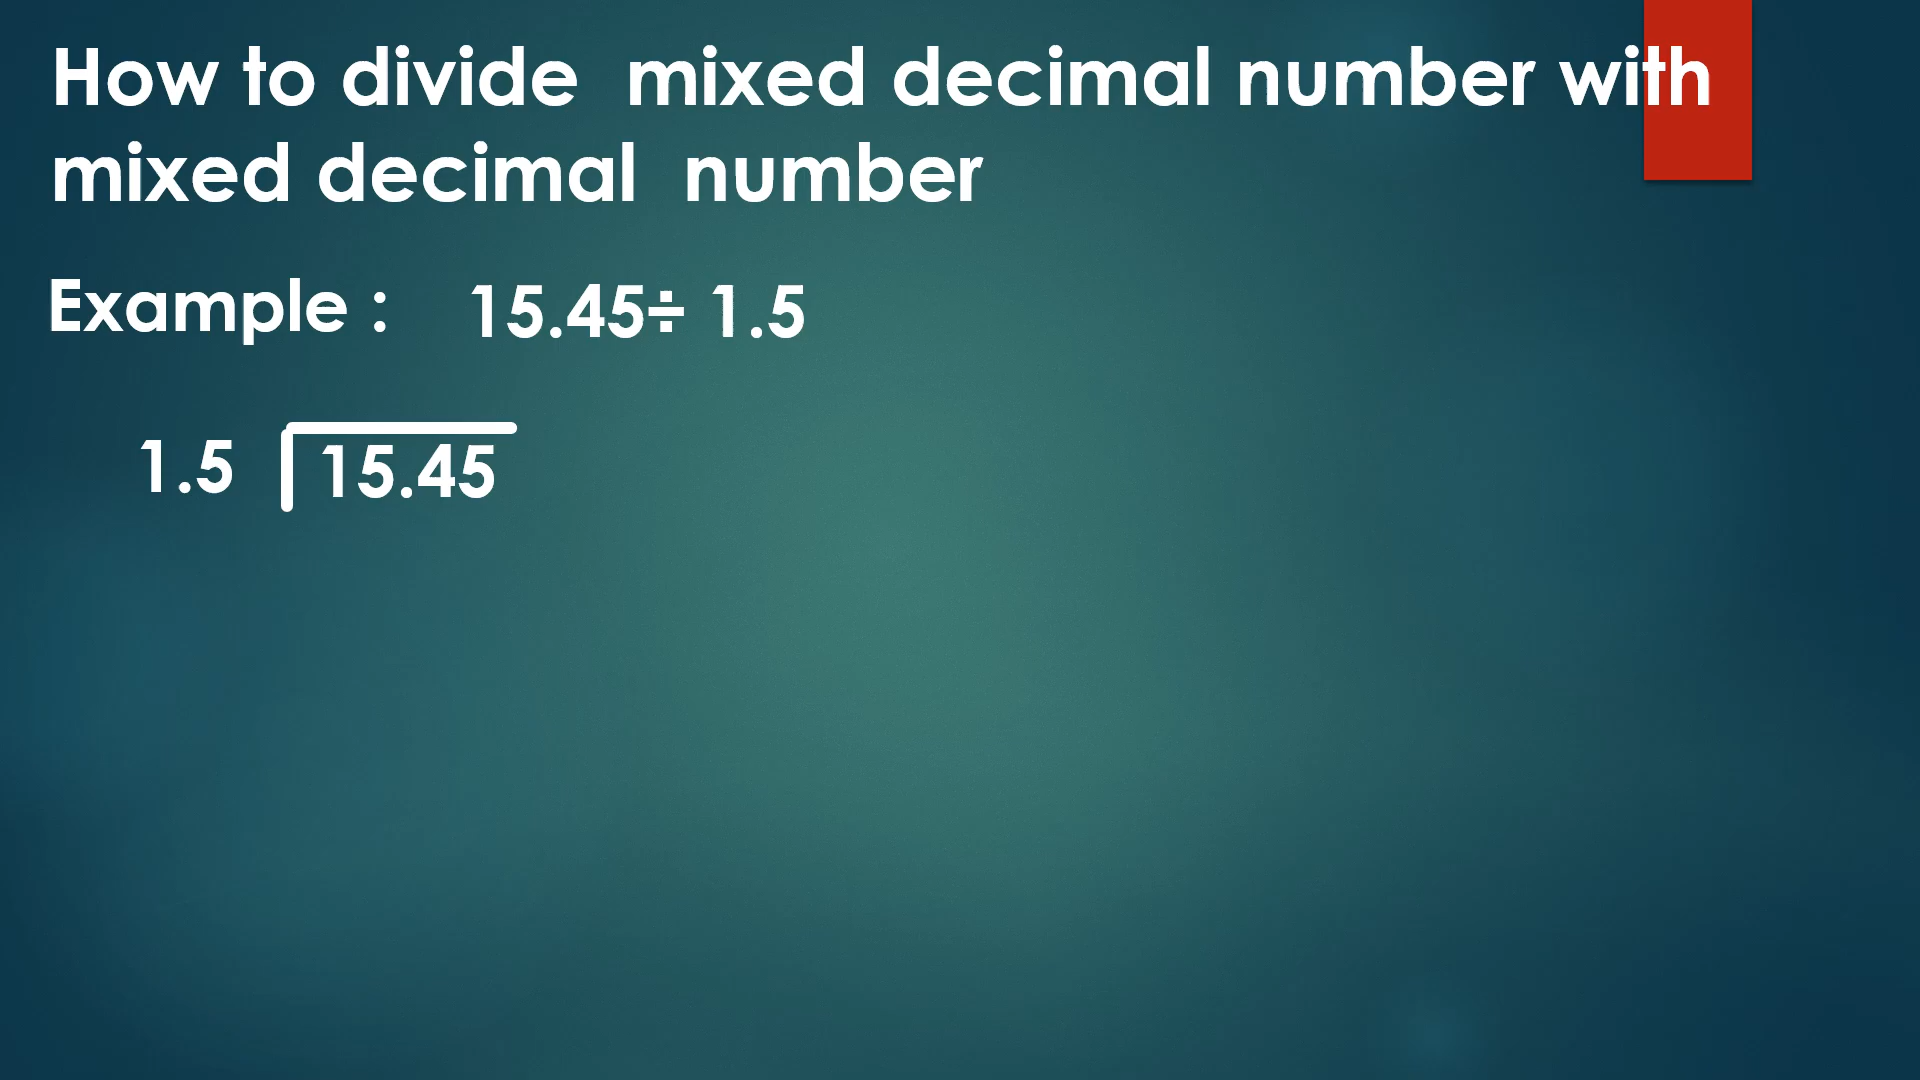 How to divide  mixed decimal number with
mixed decimal  number
Example :    15.45÷ 1.5
1.5  15.45